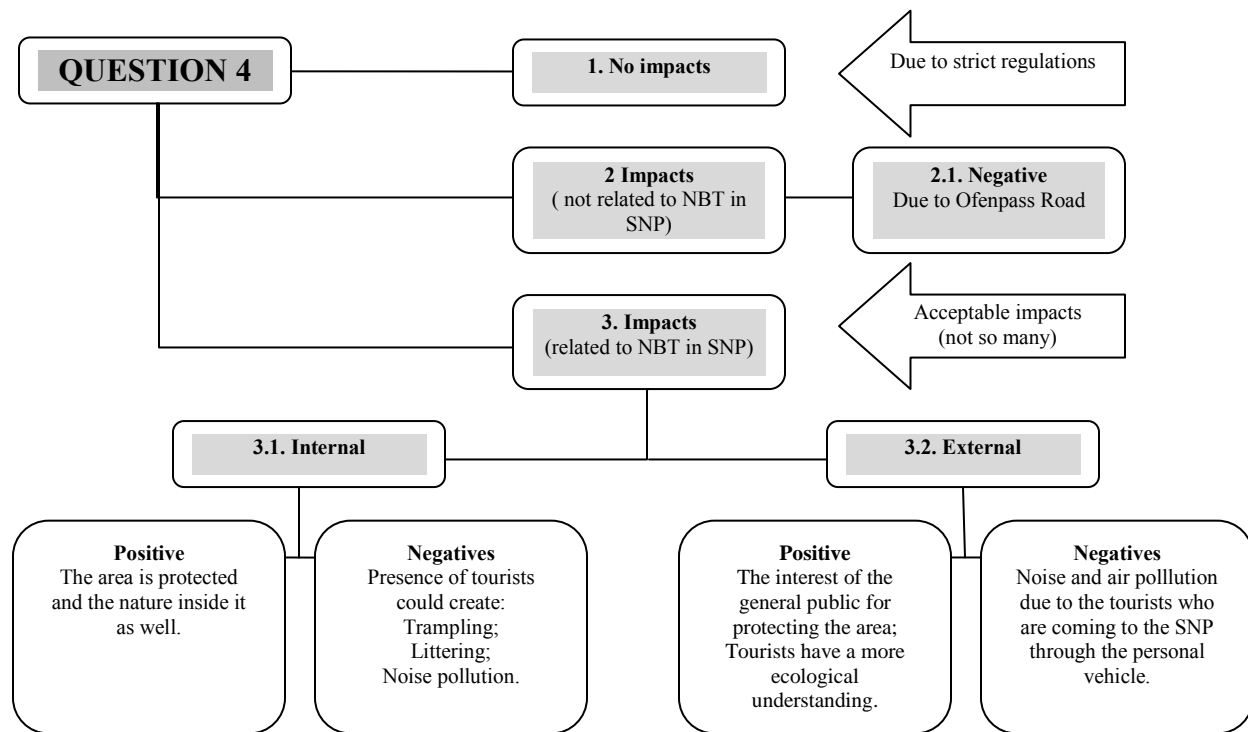 QUESTION 4
1. No impacts
Due to strict regulations
2 Impacts
( not related to NBT in
SNP)
2.1. Negative
Due to Ofenpass Road
3. Impacts
(related to NBT in SNP)
Acceptable impacts
(not so many)
3.1. Internal
3.2. External
Positive
The area is protected
and the nature inside it
as well.
Negatives
Presence of tourists
could create:
Trampling;
Littering;
Noise pollution.
Positive
The interest of the
general public for
protecting the area;
Tourists have a more
ecological
understanding.
Negatives
Noise and air polllution
due to the tourists who
are coming to the SNP
through the personal
vehicle.